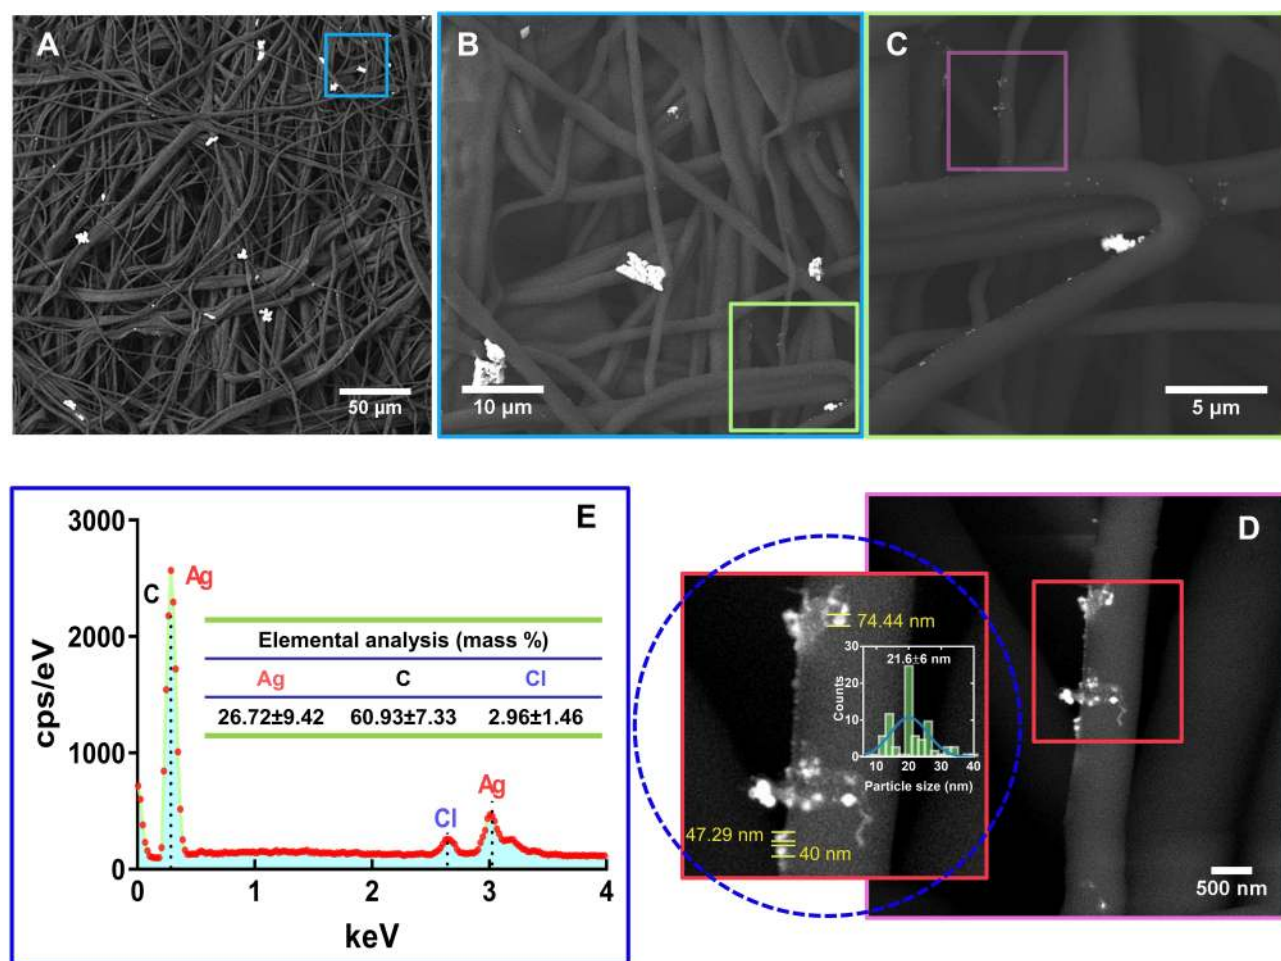 A
50 µm
B
10 µm
C
5 µm
E
3000
2000
1000
0
cps/eV
C
Ag
Elemental analysis (mass %)
Ag C Cl
26.72±9.42 60.93±7.33 2.96±1.46
Cl
Ag
0 1 2 3 4
keV
D
74.44 nm
30
20
10
0
Counts
21.6±6 nm
10 20 30 40
Particle size (nm)
47.29 nm
40 nm
500 nm